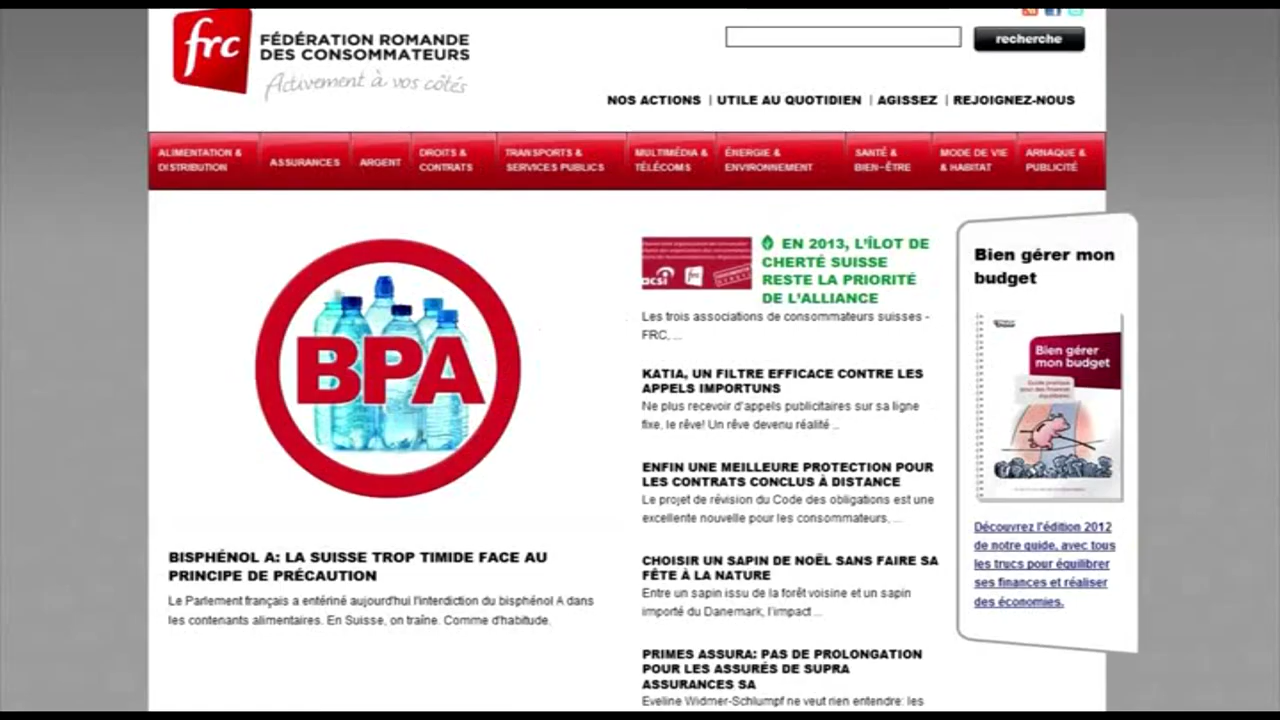 frc
FÉDÉRATION ROMANDE
DES CONSOMMATEURS
Activement à vos côtés
recherche
NOS ACTIONS | UTILE AU QUOTIDIEN | AGISSEZ | REJOIGNEZ-NOUS
ALIMENTATION &
DISTRIBUTION
ASSURANCES
ARGENT
DROITS &
CONTRATS
TRANSPORTS &
SERVICES PUBLICS
MULTIMÉDIA &
TÉLÉCOMS
ÉNERGIE &
ENVIRONNEMENT
SANTÉ &
BIEN-ÊTRE
MODE DE VIE
& HABITAT
ARNAQUE &
PUBLICITÉ
BPA
BISPHÉNOL A: LA SUISSE TROP TIMIDE FACE AU
PRINCIPE DE PRÉCAUTION
Le Parlement français a entériné aujourd'hui l'interdiction du bisphénol A dans
les contenants alimentaires. En Suisse, on traîne. Comme d'habitude.
acsi
frc
EN 2013, L'ÎLOT DE
CHERTÉ SUISSE
RESTE LA PRIORITÉ
DE L'ALLIANCE
Les trois associations de consommateurs suisses -
FRC, ...
KATIA, UN FILTRE EFFICACE CONTRE LES
APPELS IMPORTUNS
Ne plus recevoir d'appels publicitaires sur sa ligne
fixe, le rêve! Un rêve devenu réalité ...
ENFIN UNE MEILLEURE PROTECTION POUR
LES CONTRATS CONCLUS À DISTANCE
Le projet de révision du Code des obligations est une
excellente nouvelle pour les consommateurs, ...
CHOISIR UN SAPIN DE NOËL SANS FAIRE SA
FÊTE À LA NATURE
Entre un sapin issu de la forêt voisine et un sapin
importé du Danemark, l'impact ...
PRIMES ASSURA: PAS DE PROLONGATION
POUR LES ASSURÉS DE SUPRA
ASSURANCES SA
Eveline Widmer-Schlumpf ne veut rien entendre: les
Bien gérer mon
budget
Bien gérer
mon budget
Guide pratique
pour des finances
équilibrées
Découvrez l'édition 2012
de notre guide, avec tous
les trucs pour équilibrer
ses finances et réaliser
des économies.